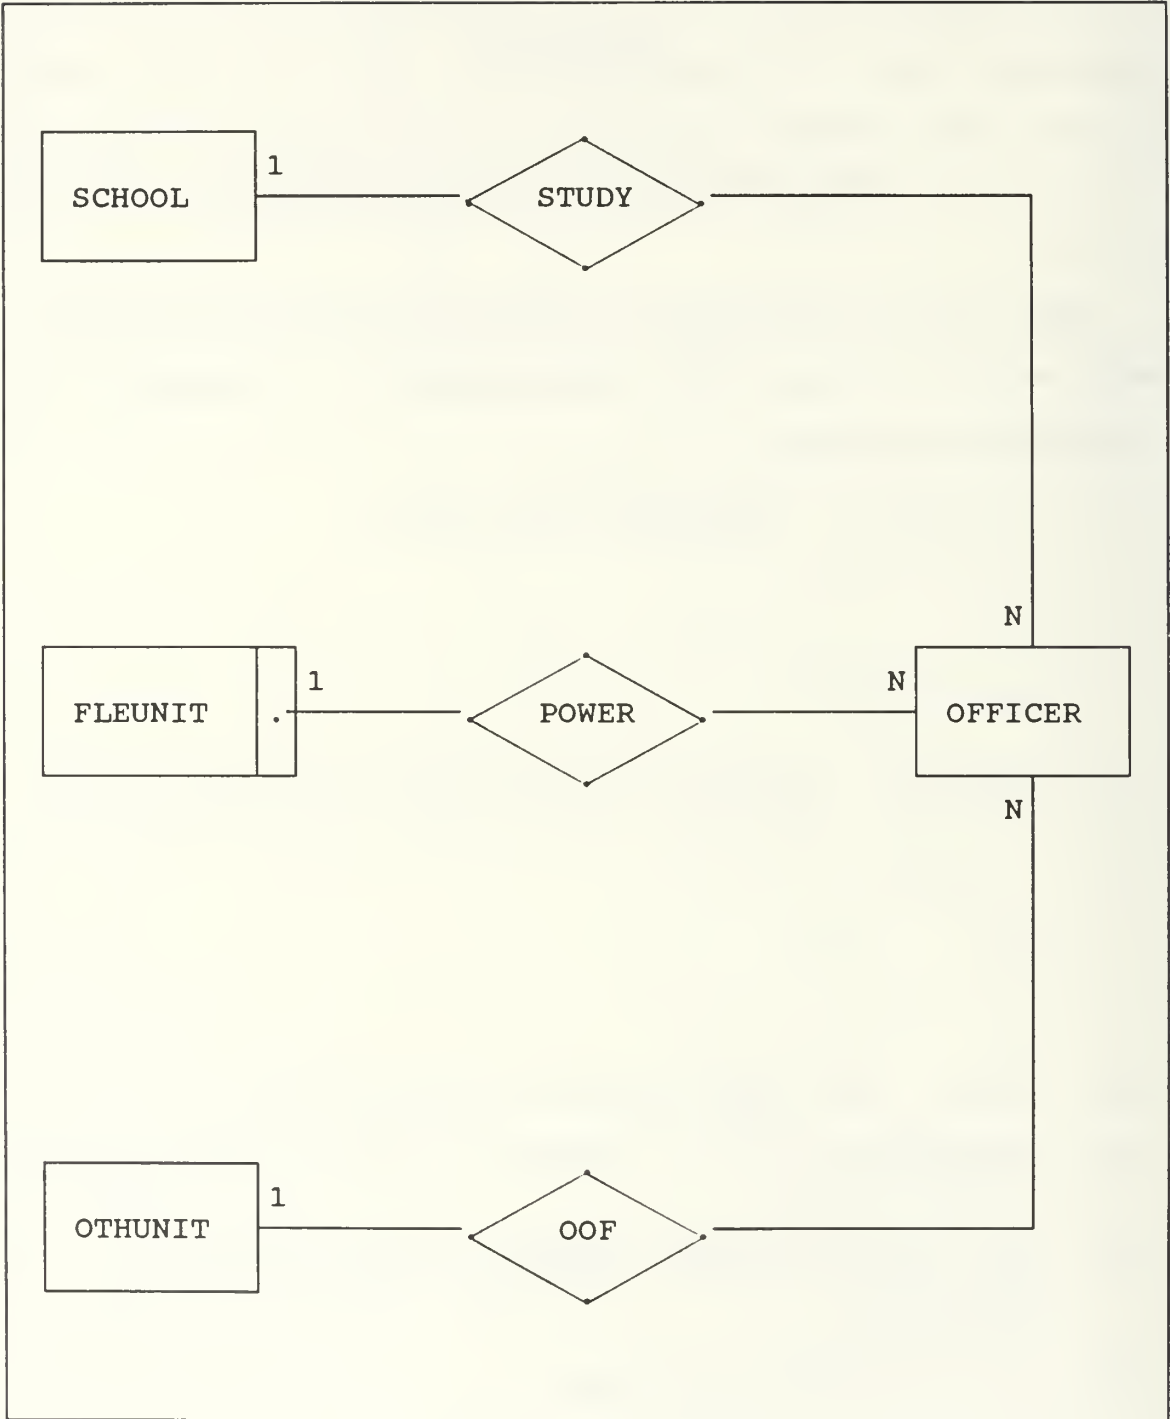 1
SCHOOL
STUDY
N
1
N
FLEUNIT
POWER
OFFICER
N
1
OTHUNIT
OOF